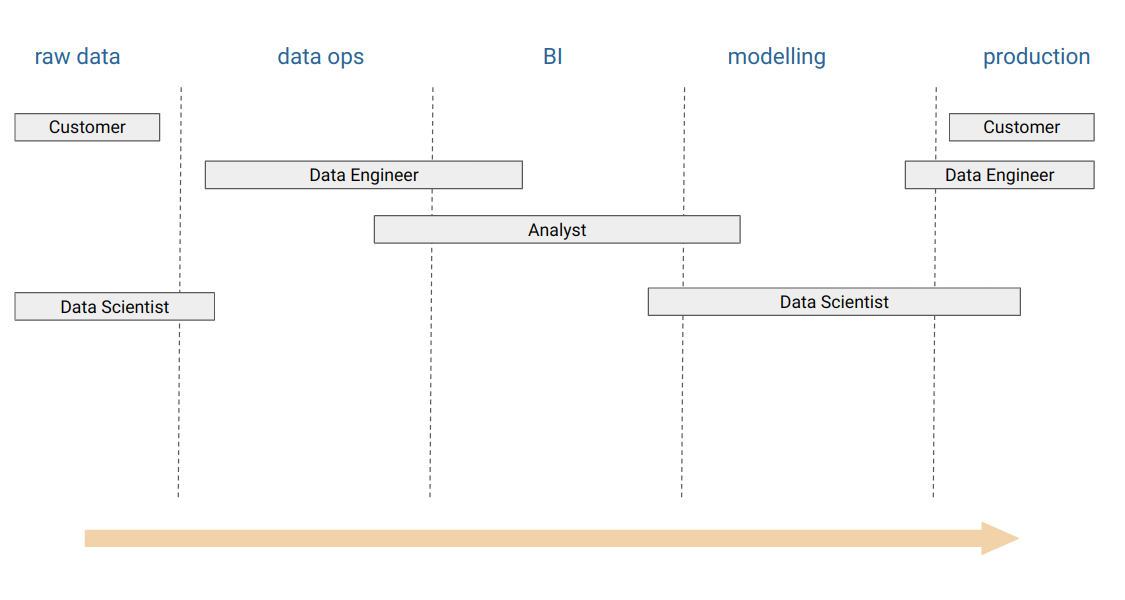 raw data
data ops
BI
modelling
production
Customer
Customer
Data Engineer
Data Engineer
Analyst
Data Scientist
Data Scientist